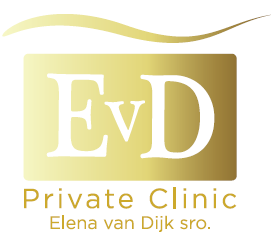 EvD
Private Clinic
Elena van Dijk sro.